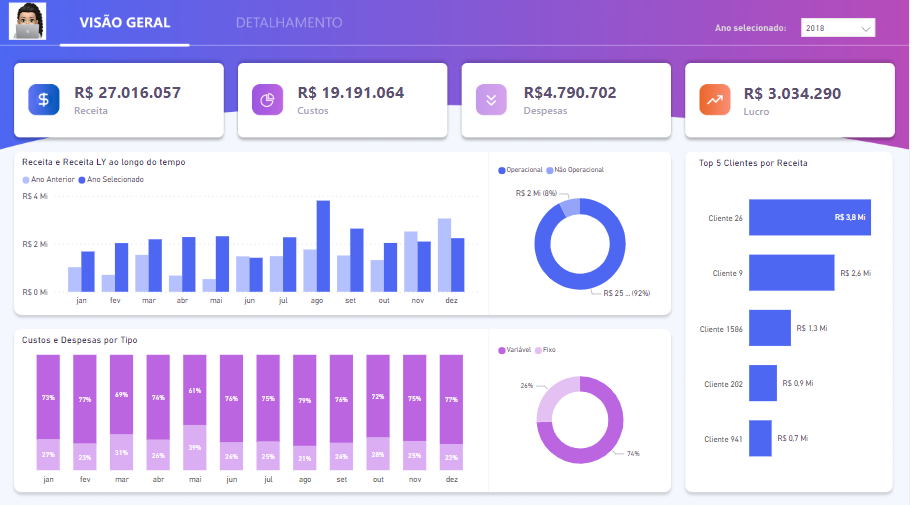 VISÃO GERAL
DETALHAMENTO
Ano selecionado:
2018
R$ 27.016.057
Receita
R$ 19.191.064
Custos
R$4.790.702
Despesas
R$ 3.034.290
Lucro
Receita e Receita LY ao longo do tempo
Ano Anterior Ano Selecionado
R$ 4 Mi
R$ 2 Mi
R$ 0 Mi
jan fev mar abr mai jun jul ago set out nov dez
Operacional Não Operacional
R$ 2 Mi (8%)
R$ 25 ... (92%)
Top 5 Clientes por Receita
Cliente 26 R$ 3,8 Mi
Cliente 9 R$ 2,6 Mi
Cliente 1586 R$ 1,3 Mi
Cliente 202 R$ 0,9 Mi
Cliente 941 R$ 0,7 Mi
Custos e Despesas por Tipo
73% 77% 69% 74% 61% 76% 75% 79% 76% 72% 75% 77%
27% 23% 31% 26% 39% 24% 25% 21% 24% 28% 25% 23%
jan fev mar abr mai jun jul ago set out nov dez
Variável Fixo
26%
74%